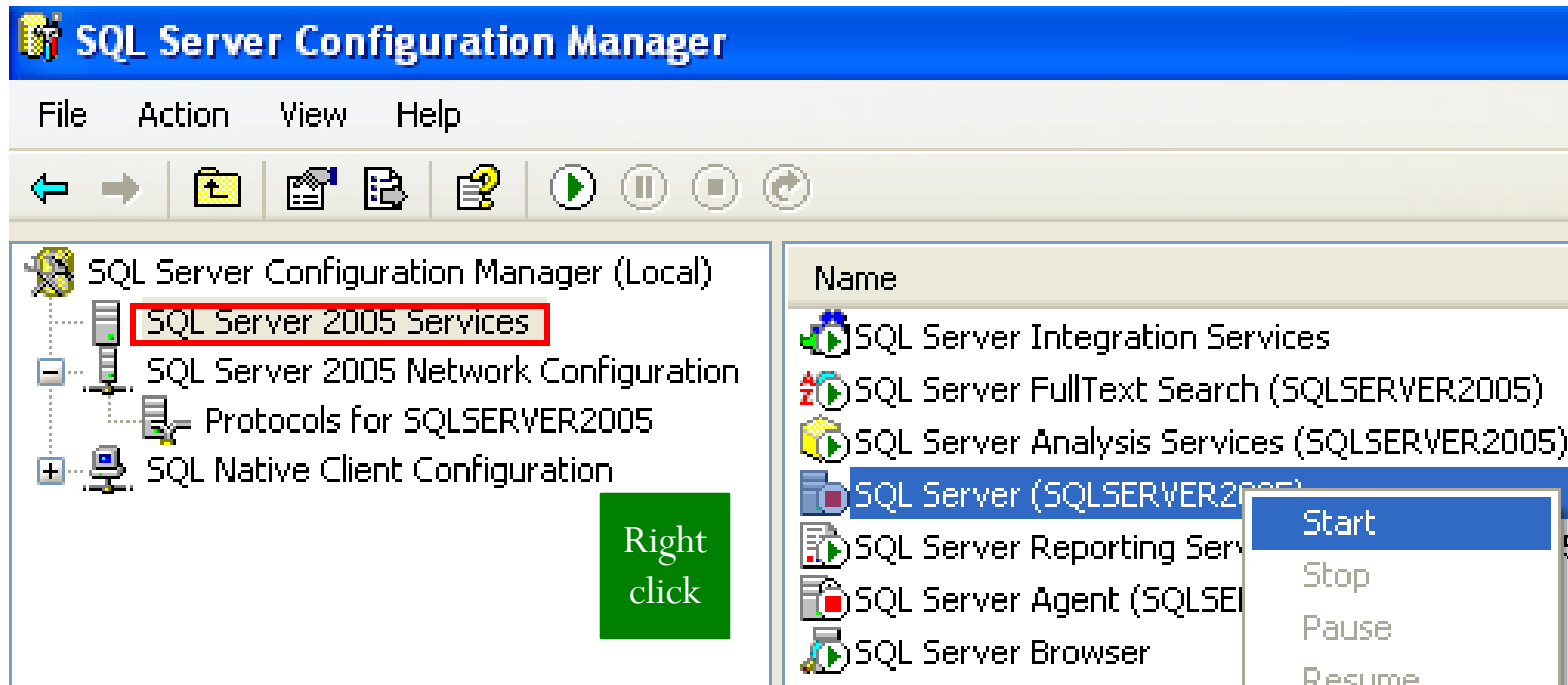 SQL Server Configuration Manager
File Action View Help
SQL Server Configuration Manager (Local)
SQL Server 2005 Services
SQL Server 2005 Network Configuration
Protocols for SQLSERVER2005
SQL Native Client Configuration
Right
click
Name
SQL Server Integration Services
SQL Server FullText Search (SQLSERVER2005)
SQL Server Analysis Services (SQLSERVER2005)
SQL Server (SQLSERVER2005)
SQL Server Reporting Serv
SQL Server Agent (SQLSE
SQL Server Browser
Start
Stop
Pause
Resume